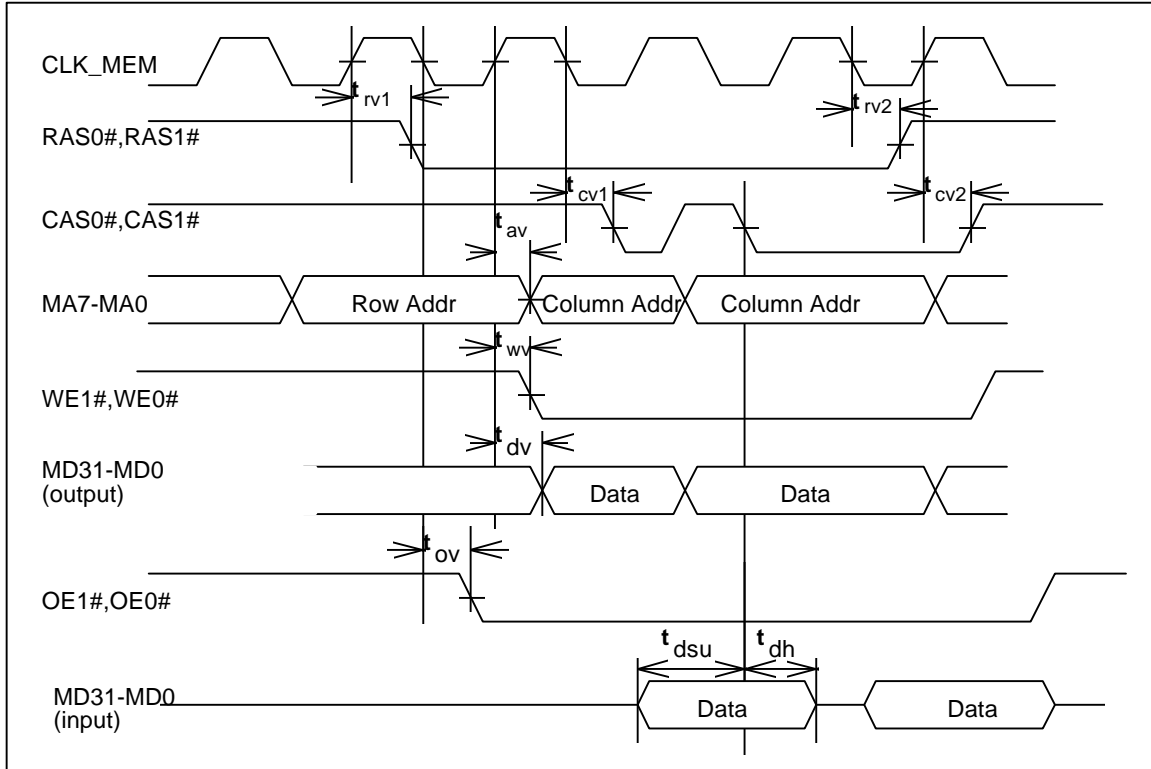 CLK_MEM
t rv1
t rv2
RAS0#,RAS1#
t cv1
t cv2
CAS0#,CAS1#
t av
MA7-MA0
Row Addr
Column Addr
Column Addr
t wv
WE1#,WE0#
t dv
MD31-MD0
(output)
Data
Data
t ov
OE1#,OE0#
t dsu
t dh
MD31-MD0
(input)
Data
Data